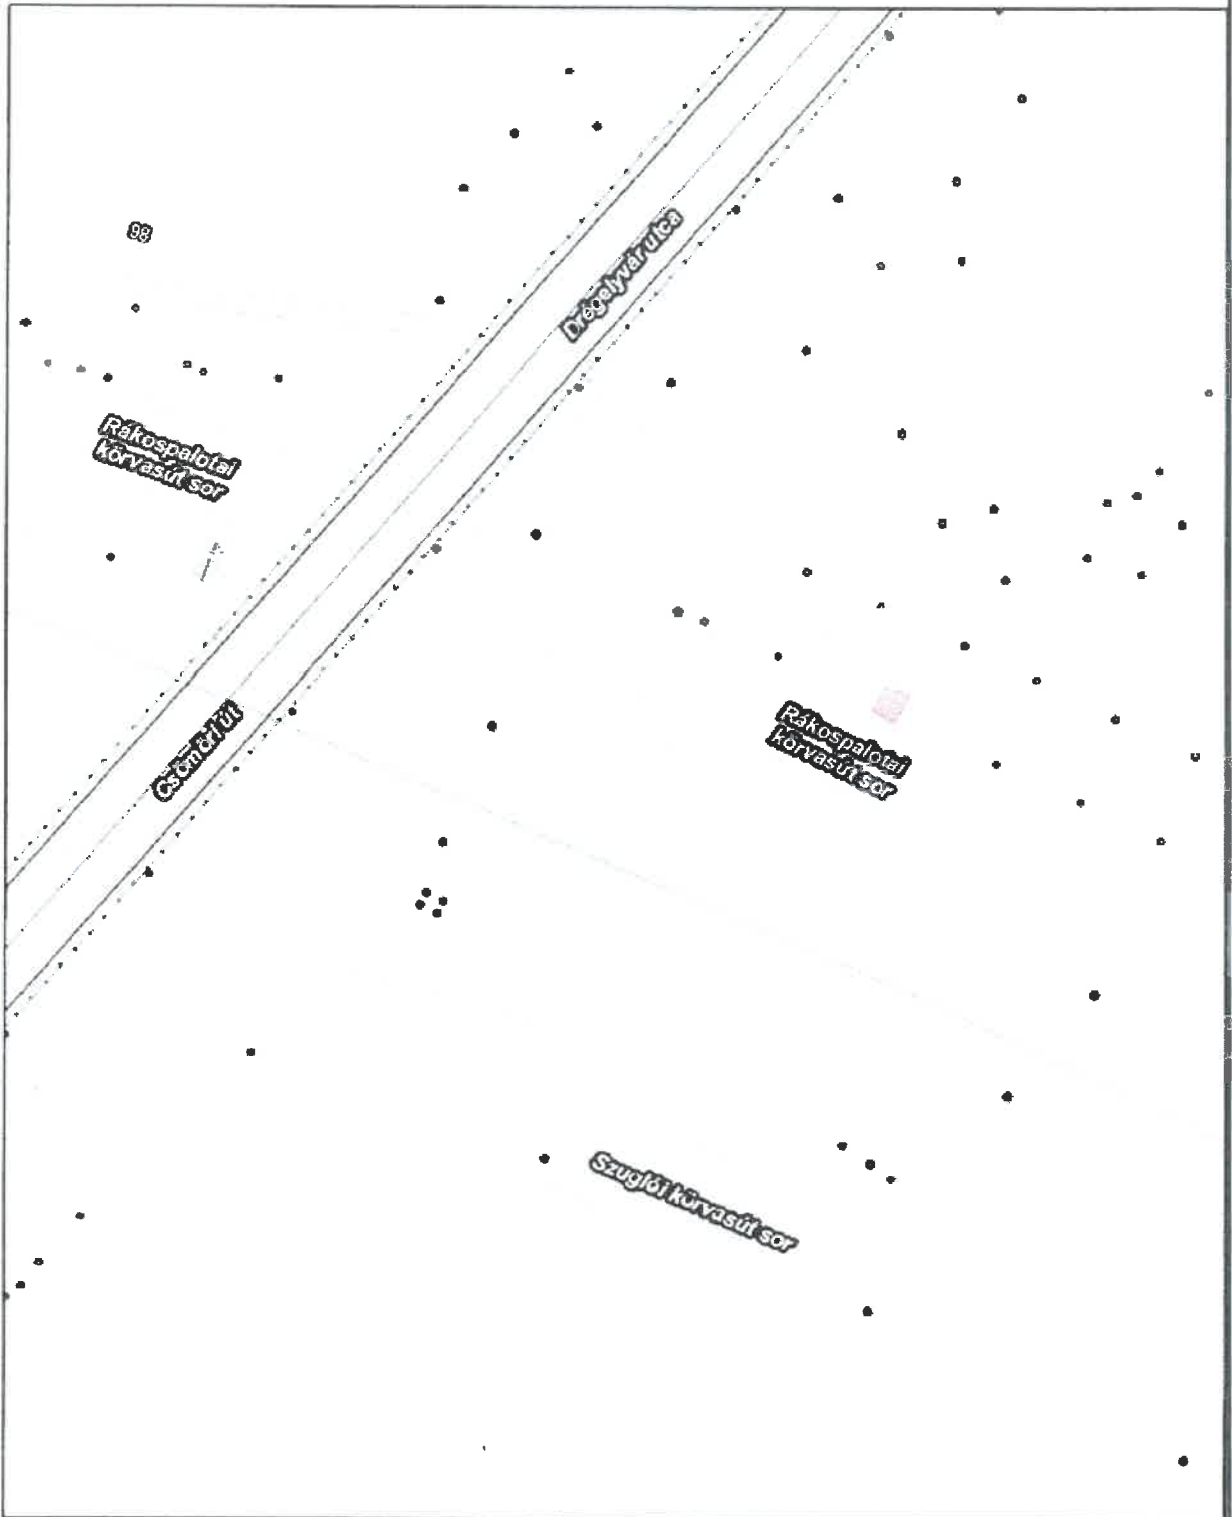 98
Drégelyvár utca
Rákospalotai
körvasút sor
Csömöri út
Rákospalotai
körvasút sor
Szuglói körvasút sor